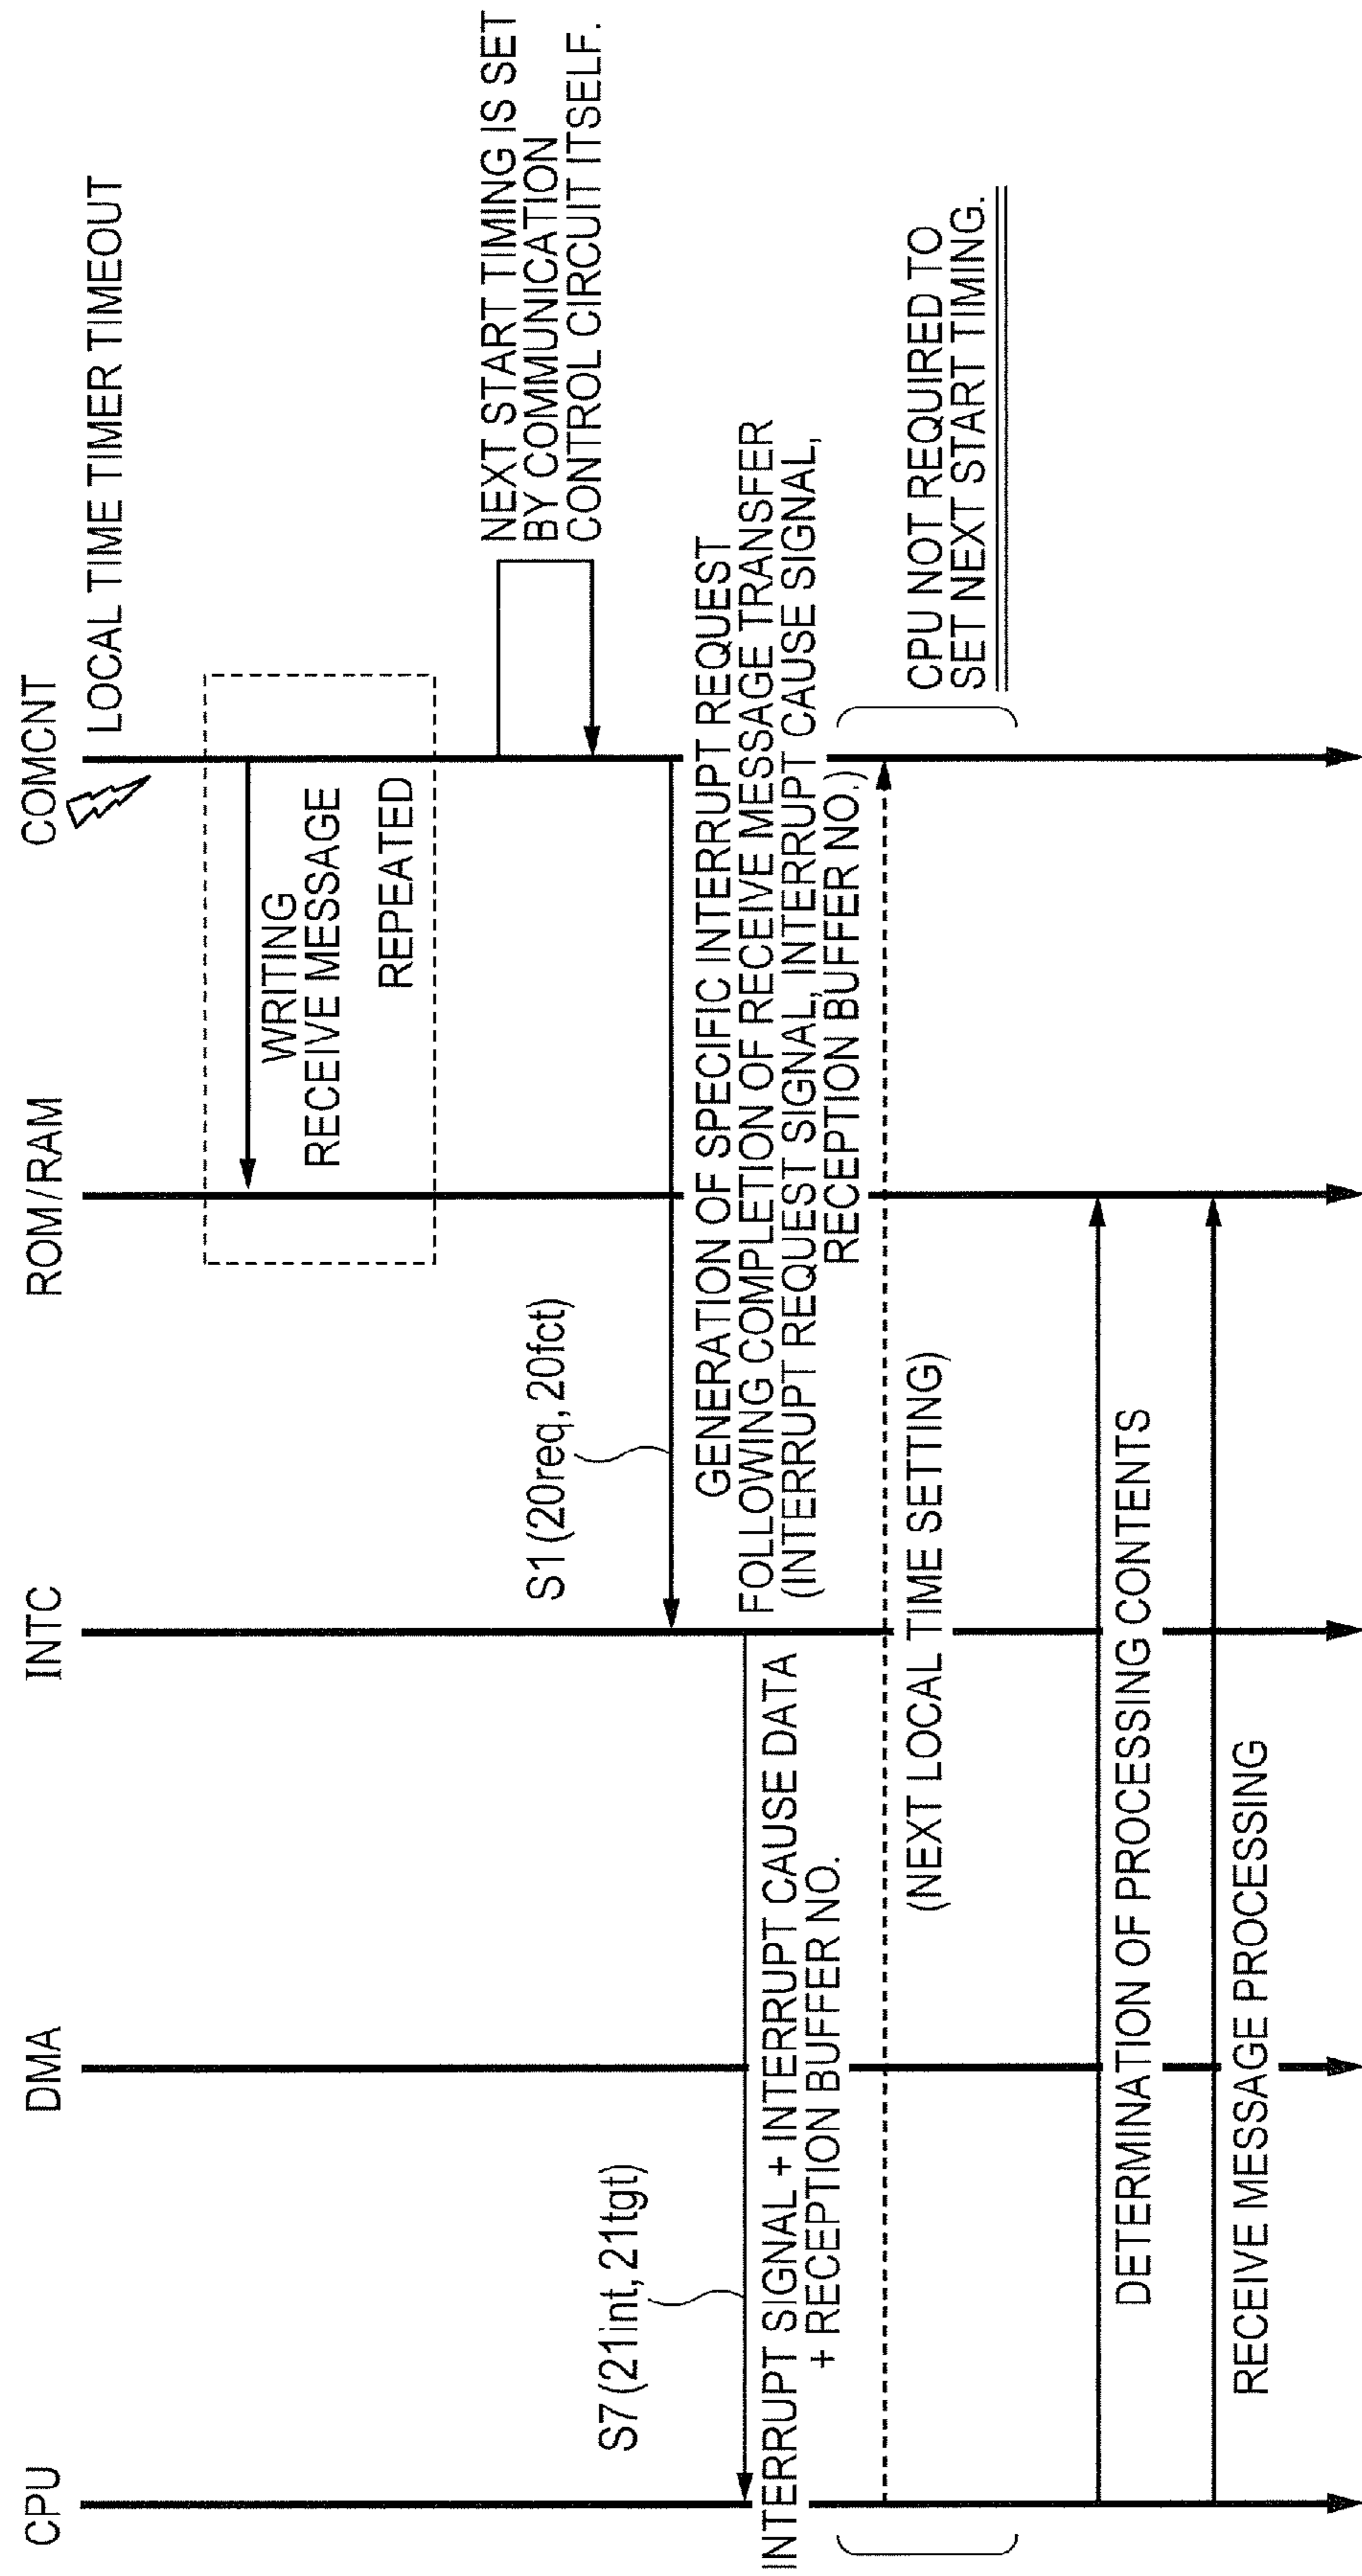 CPU
DMA
INTC
ROM/RAM
COMCNT
LOCAL TIME TIMER TIMEOUT
WRITING
RECEIVE MESSAGE
REPEATED
NEXT START TIMING IS SET
BY COMMUNICATION
CONTROL CIRCUIT ITSELF.
S1 (20req, 20fct)
GENERATION OF SPECIFIC INTERRUPT REQUEST
FOLLOWING COMPLETION OF RECEIVE MESSAGE TRANSFER
(INTERRUPT REQUEST SIGNAL, INTERRUPT CAUSE SIGNAL,
RECEPTION BUFFER NO.)
S7 (21int, 21tgt)
INTERRUPT SIGNAL + INTERRUPT CAUSE DATA
+ RECEPTION BUFFER NO.
(NEXT LOCAL TIME SETTING)
CPU NOT REQUIRED TO
SET NEXT START TIMING.
DETERMINATION OF PROCESSING CONTENTS
RECEIVE MESSAGE PROCESSING